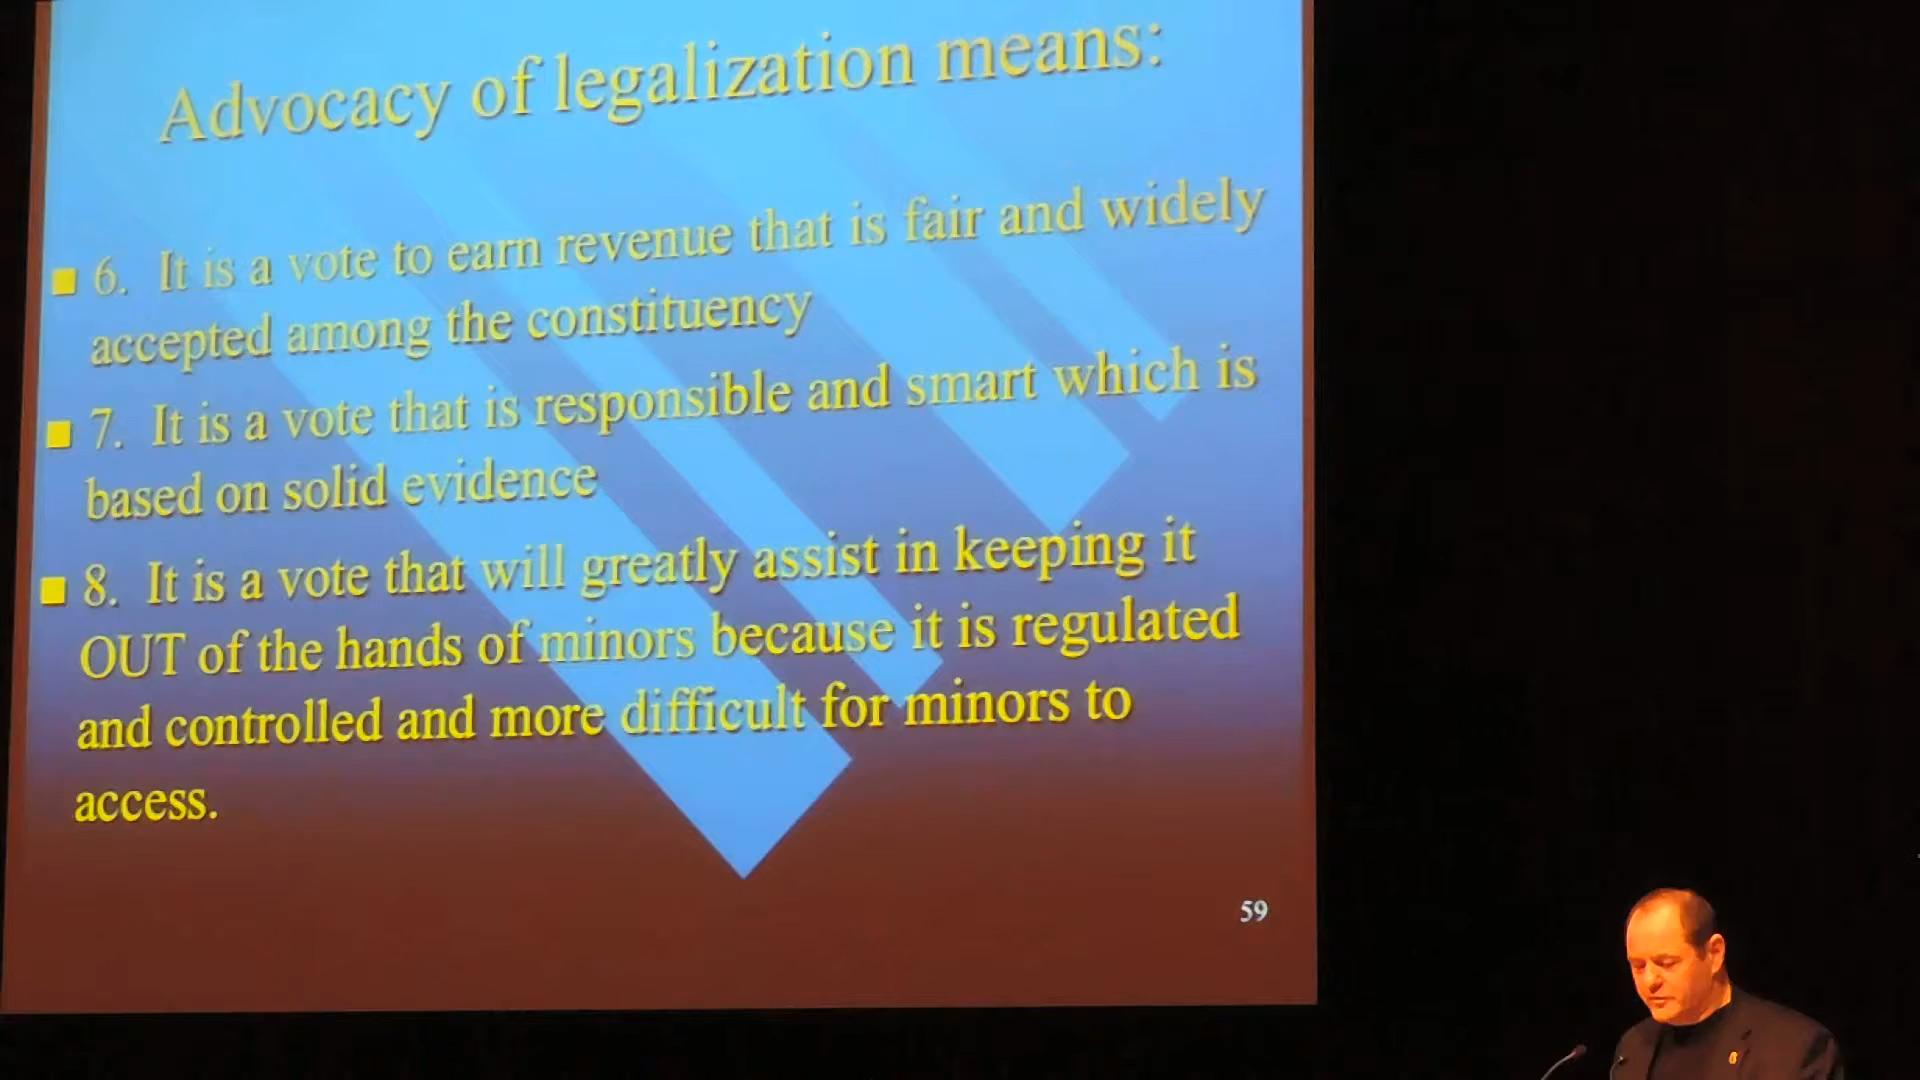 Advocacy of legalization means:
6. It is a vote to earn revenue that is fair and widely
accepted among the constituency
7. It is a vote that is responsible and smart which is
based on solid evidence
8. It is a vote that will greatly assist in keeping it
OUT of the hands of minors because it is regulated
and controlled and more difficult for minors to
access.
59